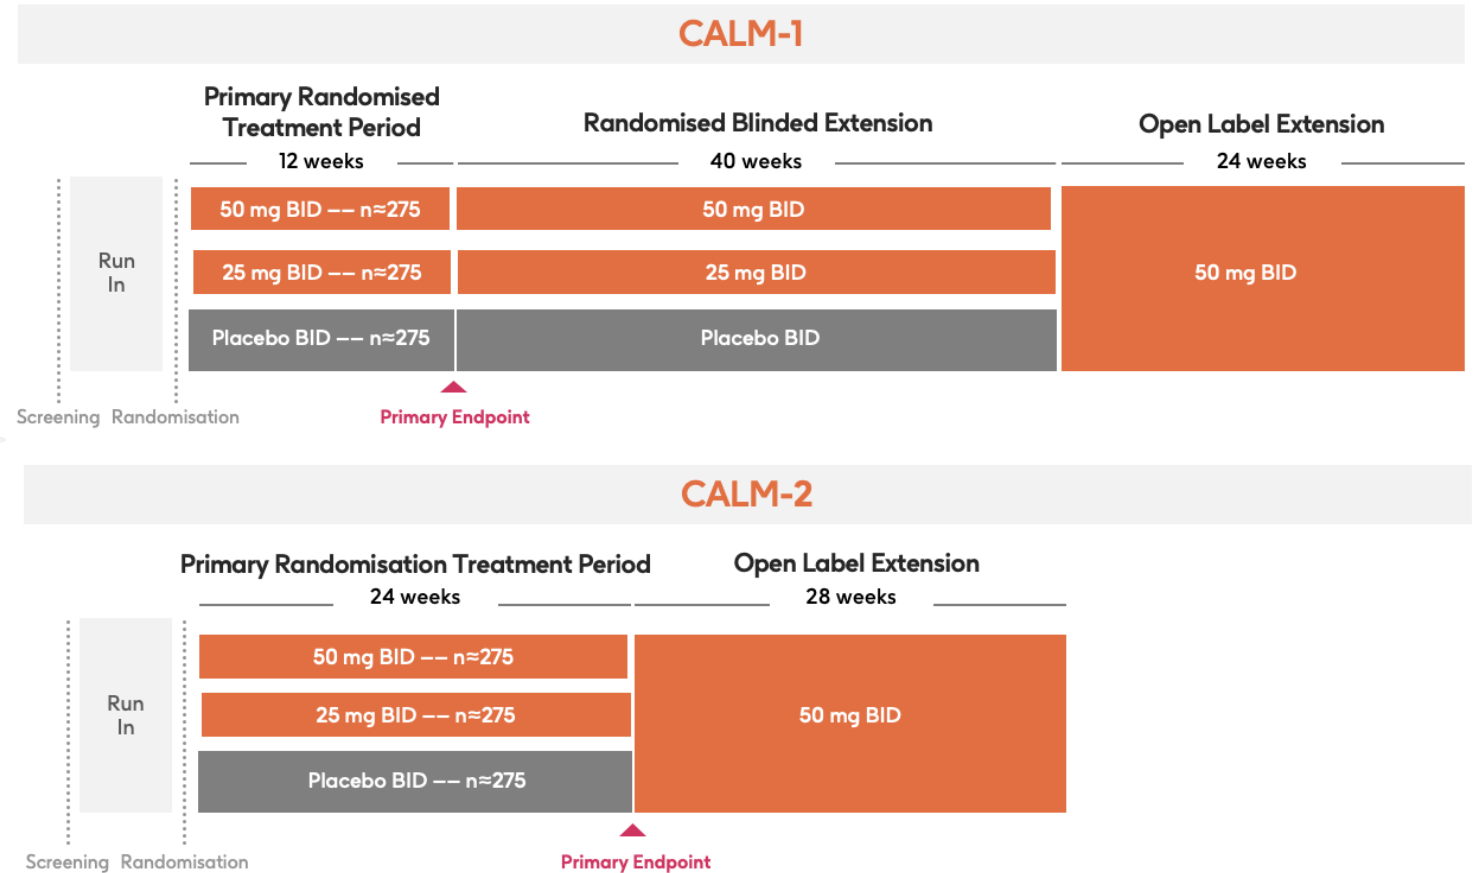 CALM-1
Primary Randomised
Treatment Period
Randomised Blinded Extension
Open Label Extension
12 weeks
40 weeks
24 weeks
50 mg BID –– n≈275
50 mg BID
25 mg BID –– n≈275
25 mg BID
50 mg BID
Run
In
Placebo BID –– n≈275
Placebo BID
Screening
Randomisation
Primary Endpoint
CALM-2
Primary Randomisation Treatment Period
Open Label Extension
24 weeks
28 weeks
50 mg BID –– n≈275
25 mg BID –– n≈275
50 mg BID
Run
In
Placebo BID –– n≈275
Screening
Randomisation
Primary Endpoint